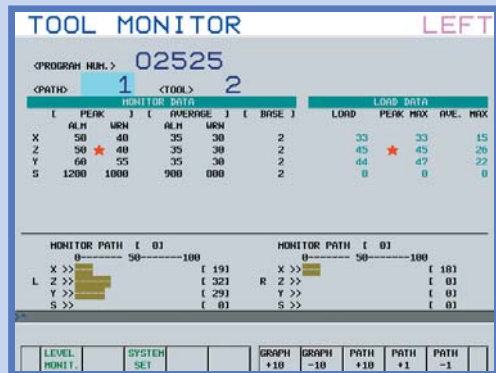 TOOL MONITOR LEFT
<PROGRAM NUM.> 02525
<PATH> 1 <TOOL> 2
MONITOR DATA LOAD DATA
[ PEAK ] [ AVERAGE ] [ BASE ] LOAD PEAK MAX AVE. MAX
ALM WRN ALM WRN
X 50 40 35 30 2 33 33 15
Z 50 ★ 40 35 30 2 45 ★ 45 26
Y 60 55 35 30 2 44 47 22
S 1200 1000 900 800 2 0 0 0
MONITOR PATH [ 0] MONITOR PATH [ 0]
0------- 50-------100 0------- 50-------100
X >> [ 19] X >> [ 18]
L Z >> [ 32] R Z >> [ 0]
Y >> [ 29] Y >> [ 0]
S >> [ 0] S >> [ 0]
>^
LEVEL MONIT. SYSTEM SET GRAPH +10 GRAPH -10 PATH +10 PATH +1 PATH -1